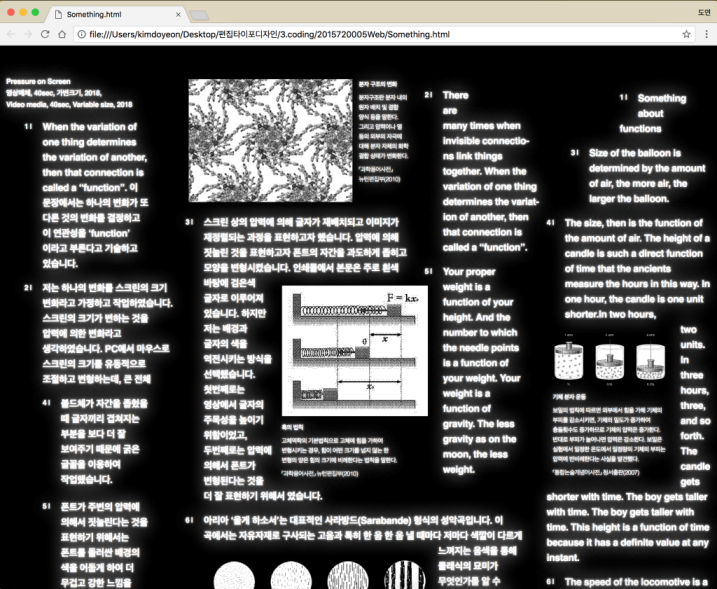 Something.html
도연
file:///Users/kimdoyeon/Desktop/편집타이포디자인/3.coding/2015720005Web/Something.html
Pressure on Screen
영상매체, 40sec, 가변크기, 2018,
Video media, 40sec, Variable size, 2018
1| When the variation of
one thing determines
the variation of another,
then that connection is
called a “function”. 이
문장에서는 하나의 변화가 또
다른 것의 변화를 결정하고
이 연관성을 ‘function’
이라고 부른다고 기술하고
있습니다.
2| 저는 하나의 변화를 스크린의 크기
변화라고 가정하고 작업하였습니다.
스크린의 크기가 변하는 것을
압력에 의한 변화라고
생각하였습니다. PC에서 마우스로
스크린의 크기를 유동적으로
조절하고 변형하는데, 큰 전체
4| 볼드체가 자간을 좁혔을
때 글자끼리 겹쳐지는
부분을 보다 더 잘
보여주기 때문에 굵은
글꼴을 이용하여
작업했습니다.
5| 폰트가 주변의 압력에
의해서 짓눌린다는 것을
표현하기 위해서는
폰트를 둘러싼 배경의
색을 어둡게 하여 더
무겁고 강한 느낌을
분자 구조의 변화
분자구조란 분자 내의
원자 배치 및 결합
양식 등을 말한다.
그리고 압력이나 열
등의 외부의 자극에
대해 분자 자체의 화학
결합 상태가 변화한다.
『과학용어사전』,
뉴턴편집부(2010)
3| 스크린 상의 압력에 의해 글자가 재배치되고 이미지가
재정렬되는 과정을 표현하고자 했습니다. 압력에 의해
짓눌린 것을 표현하고자 폰트의 자간을 과도하게 좁히고
모양을 변형시켰습니다. 인쇄물에서 본문은 주로 흰색
바탕에 검은색
글자로 이루어져
있습니다. 하지만
저는 배경과
글자의 색을
역전시키는 방식을
선택했습니다.
첫번째로는
영상에서 글자의
주목성을 높이기
위함이었고,
두번째로는 압력에
의해서 폰트가
변형된다는 것을
더 잘 표현하기 위해서 였습니다.
F = kx₀
0
x
x₀
훅의 법칙
고체역학의 기본법칙으로 고체에 힘을 가하여
변형시키는 경우, 힘이 어떤 크기를 넘지 않는 한
변형의 양은 힘의 크기에 비례한다는 법칙을 말한다.
『과학용어사전』, 뉴턴편집부(2010)
6| 아리아 ‘울게 하소서’는 대표적인 사라방드(Sarabande) 형식의 성악곡입니다. 이
곡에서는 자유자재로 구사되는 고음과 특히 한 음 한 음 낼 때마다 저마다 색깔이 다르게
느껴지는 음색을 통해
클래식의 묘미가
무엇인가를 알 수
2| There
are
many times when
invisible connectio-
ns link things
together. When the
variation of one thing
determines the variat-
ion of another, then
that connection is
called a “function”.
5| Your proper
weight is a
function of your
height. And the
number to which
the needle points
is a function of
your weight. Your
weight is a
function of
gravity. The less
gravity as on the
moon, the less
weight.
1| Something
about
functions
3| Size of the balloon is
determined by the amount
of air, the more air, the
larger the balloon.
4| The size, then is the function of
the amount of air. The height of a
candle is such a direct function
of time that the ancients
measure the hours in this way. In
one hour, the candle is one unit
shorter.in two hours,
two
units.
In
three
hours,
three,
and so
forth.
The
candle
gets
기체 분자 운동
보일의 법칙에 따르면 외부에서 힘을 가해 기체의
부피를 감소시키면, 기체의 밀도가 증가하여
충돌횟수도 증가하므로 기체의 압력은 증가한다.
반대로 부피가 늘어나면 압력은 감소한다. 보일은
실험에서 일정한 온도에서 일정량의 기체의 부피는
압력에 반비례한다는 사실을 발견했다.
『통합논술개념어사전』, 청서출판(2007)
shorter with time. The boy gets taller
with time. The boy gets taller with
time. This height is a function of time
because it has a definite value at any
instant.
6| The speed of the locomotive is a